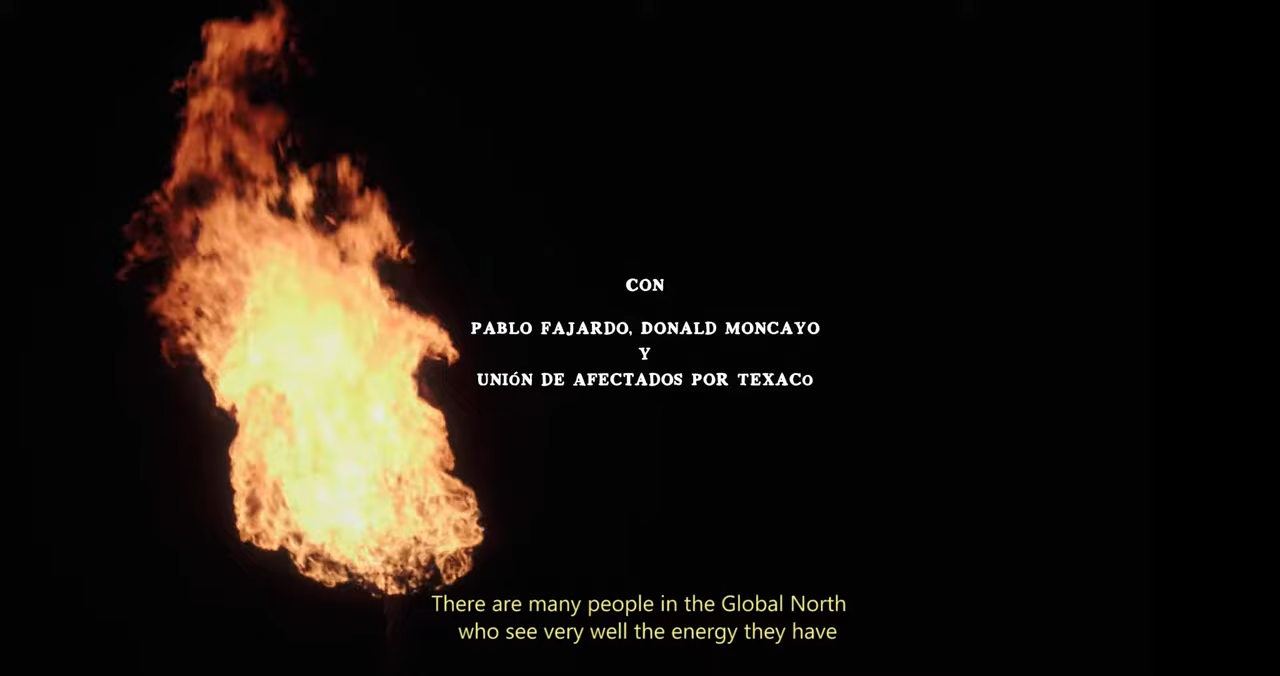 CON
PABLO FAJARDO, DONALD MONCAYO
Y
UNIÓN DE AFECTADOS POR TEXACO
There are many people in the Global North
who see very well the energy they have